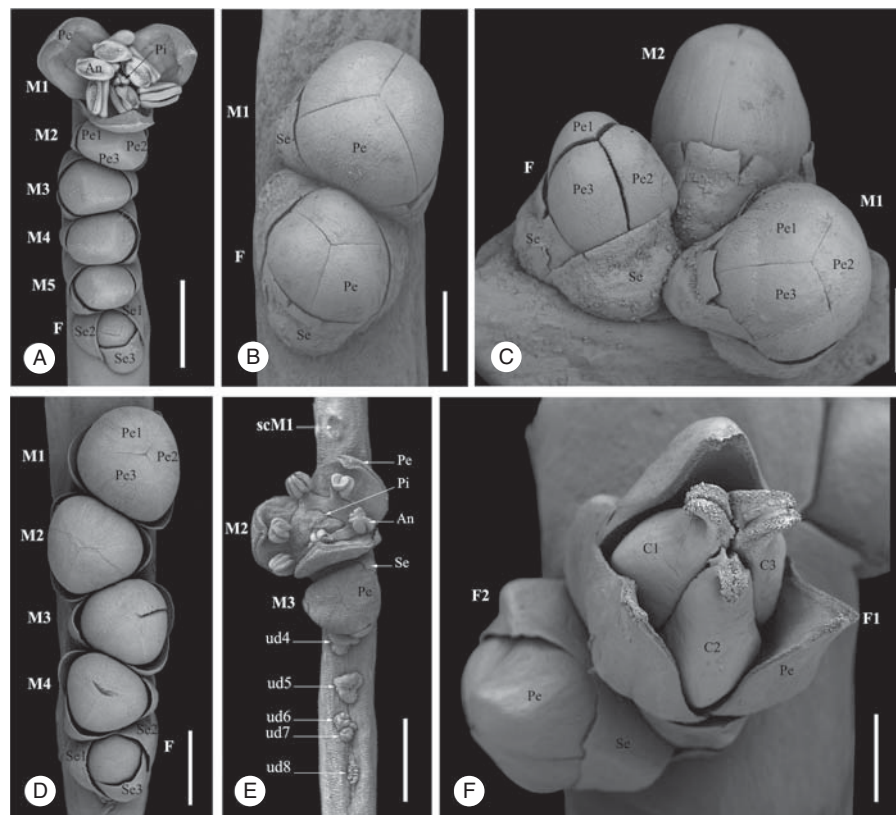 Pe
Pi
An
M1
M2
Pe1
Pe2
Pe3
M3
M4
M5
Se1
F
Se2
Se3
A
M1
Se
Pe
F
Pe
Se
B
M2
Pe1
F
Pe3
Pe2
M1
Se
Se
Pe1
Pe2
Pe3
C
M1
Pe1
Pe2
Pe3
M2
M3
M4
Se2
F
Se1
Se3
D
scM1
Pe
Pi
M2
An
Se
M3
Pe
ud4
ud5
ud6
ud7
ud8
E
C1
C3
F2
F1
C2
Pe
Pe
Se
F